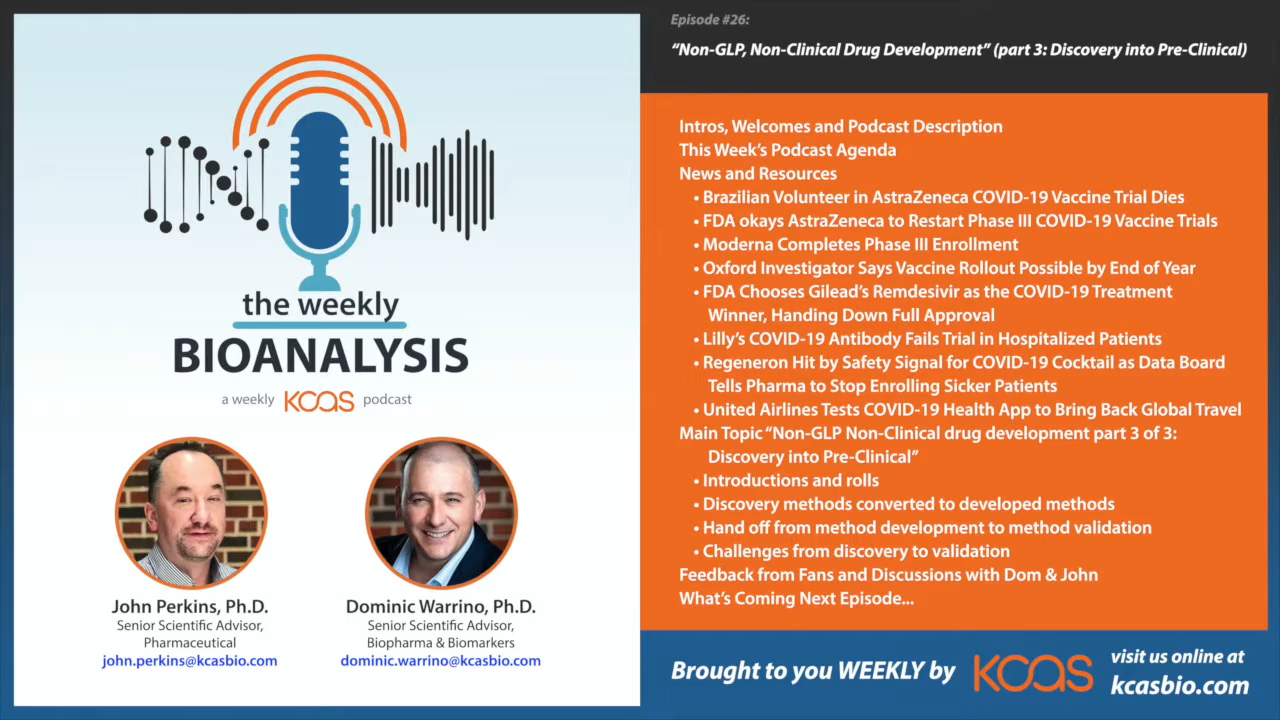 the weekly
BIOANALYSIS
a weekly KCAS podcast
John Perkins, Ph.D.
Senior Scientific Advisor,
Pharmaceutical
john.perkins@kcasbio.com
Dominic Warrino, Ph.D.
Senior Scientific Advisor,
Biopharma & Biomarkers
dominic.warrino@kcasbio.com
Episode #26:
“Non-GLP, Non-Clinical Drug Development” (part 3: Discovery into Pre-Clinical)
Intros, Welcomes and Podcast Description
This Week’s Podcast Agenda
News and Resources
• Brazilian Volunteer in AstraZeneca COVID-19 Vaccine Trial Dies
• FDA okays AstraZeneca to Restart Phase III COVID-19 Vaccine Trials
• Moderna Completes Phase III Enrollment
• Oxford Investigator Says Vaccine Rollout Possible by End of Year
• FDA Chooses Gilead’s Remdesivir as the COVID-19 Treatment
Winner, Handing Down Full Approval
• Lilly’s COVID-19 Antibody Fails Trial in Hospitalized Patients
• Regeneron Hit by Safety Signal for COVID-19 Cocktail as Data Board
Tells Pharma to Stop Enrolling Sicker Patients
• United Airlines Tests COVID-19 Health App to Bring Back Global Travel
Main Topic “Non-GLP Non-Clinical drug development part 3 of 3:
Discovery into Pre-Clinical”
• Introductions and rolls
• Discovery methods converted to developed methods
• Hand off from method development to method validation
• Challenges from discovery to validation
Feedback from Fans and Discussions with Dom & John
What’s Coming Next Episode...
Brought to you WEEKLY by KCAS
visit us online at
kcasbio.com